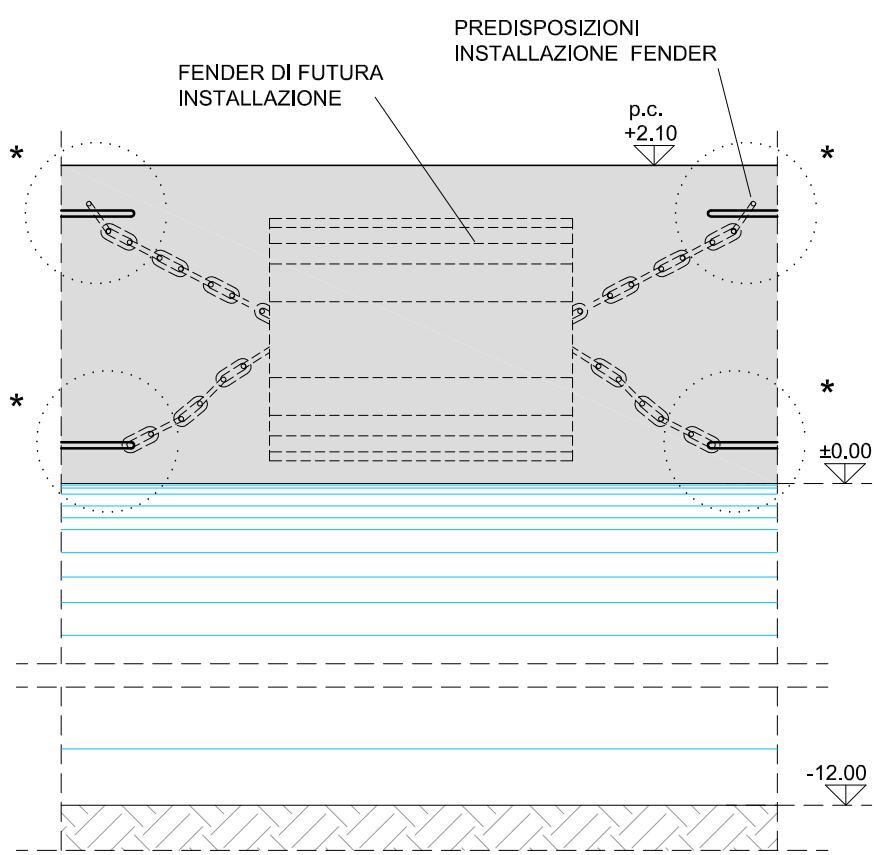 PREDISPOSIZIONI
INSTALLAZIONE FENDER
FENDER DI FUTURA
INSTALLAZIONE
p.c.
+2.10
* *
* *
±0.00
-12.00